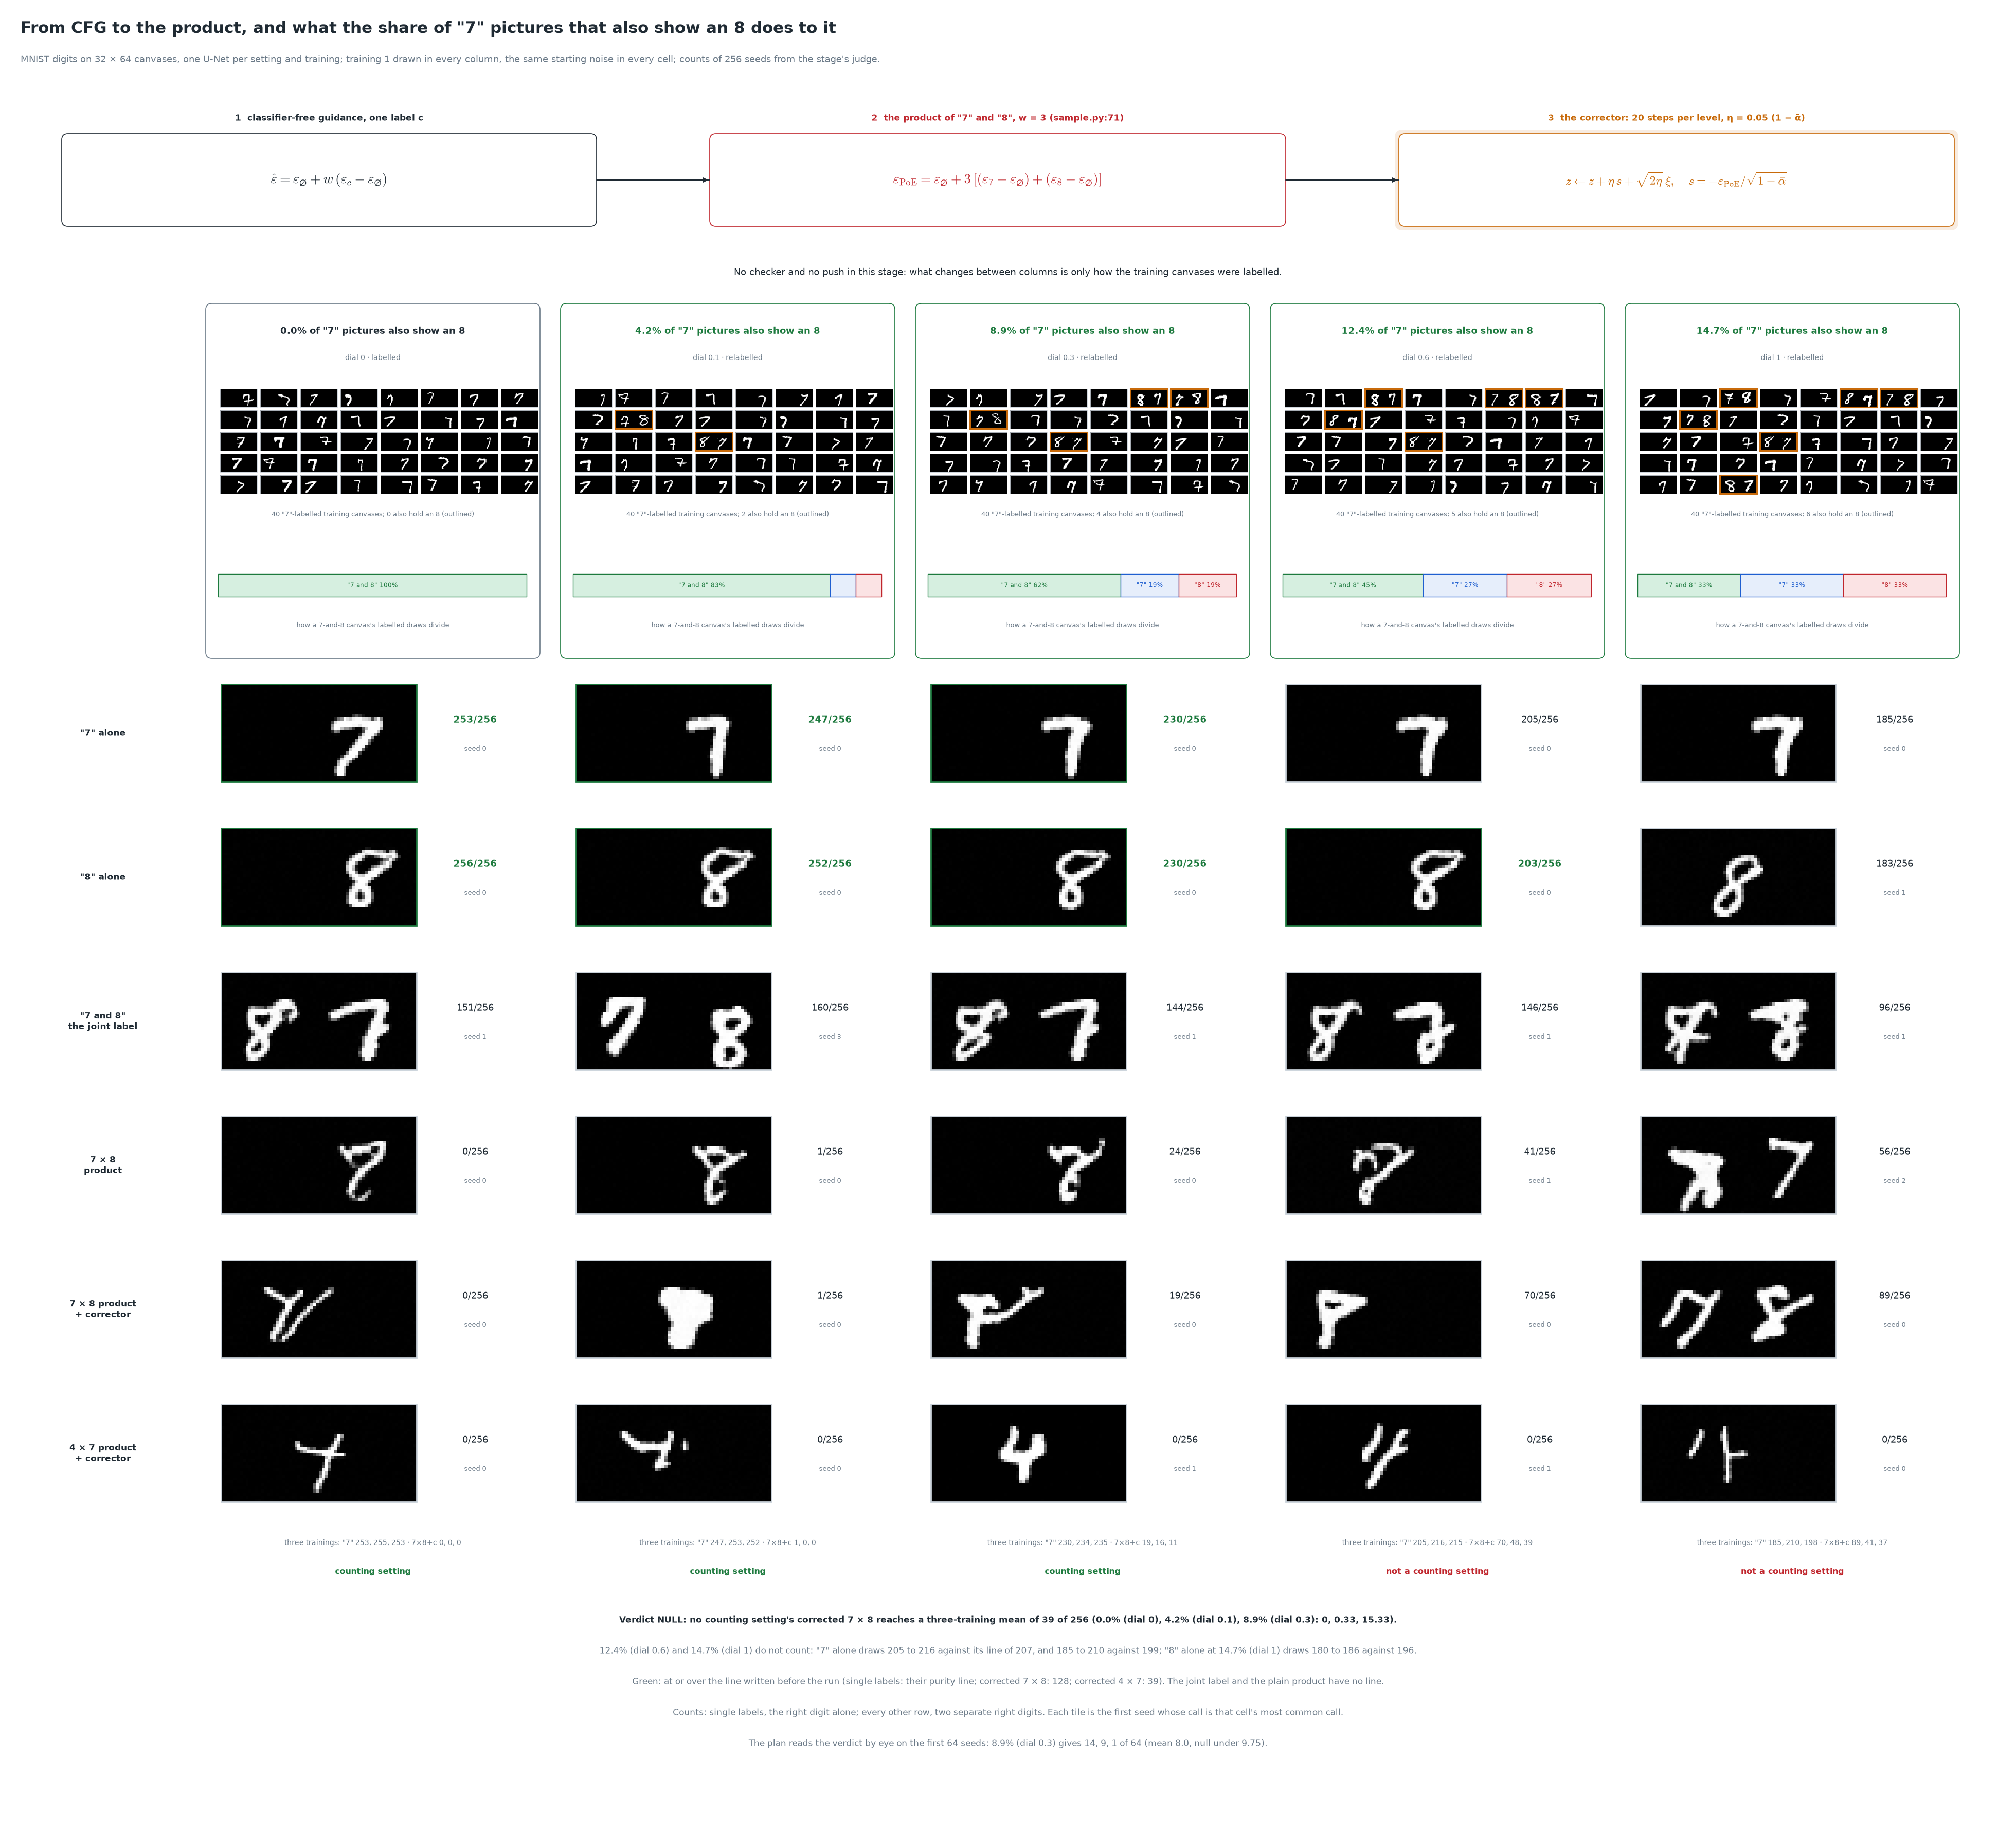 From CFG to the product, and what the share of "7" pictures that also show an 8 does to it
MNIST digits on 32 × 64 canvases, one U-Net per setting and training; training 1 drawn in every column, the same starting noise in every cell; counts of 256 seeds from the stage's judge.
1 classifier-free guidance, one label c
2 the product of "7" and "8", w = 3 (sample.py:71)
3 the corrector: 20 steps per level, η = 0.05 (1 − ᾱ)
ε̂ = ε∅ + w (εc − ε∅)
εPoE = ε∅ + 3 [(ε7 − ε∅) + (ε8 − ε∅)]
z ← z + η s + √2η ξ, s = −εPoE/√1 − ᾱ
No checker and no push in this stage: what changes between columns is only how the training canvases were labelled.
0.0% of "7" pictures also show an 8
4.2% of "7" pictures also show an 8
8.9% of "7" pictures also show an 8
12.4% of "7" pictures also show an 8
14.7% of "7" pictures also show an 8
dial 0 · labelled
dial 0.1 · relabelled
dial 0.3 · relabelled
dial 0.6 · relabelled
dial 1 · relabelled
40 "7"-labelled training canvases; 0 also hold an 8 (outlined)
40 "7"-labelled training canvases; 2 also hold an 8 (outlined)
40 "7"-labelled training canvases; 4 also hold an 8 (outlined)
40 "7"-labelled training canvases; 5 also hold an 8 (outlined)
40 "7"-labelled training canvases; 6 also hold an 8 (outlined)
"7 and 8" 100%
"7 and 8" 83%
"7 and 8" 62% "7" 19% "8" 19%
"7 and 8" 45% "7" 27% "8" 27%
"7 and 8" 33% "7" 33% "8" 33%
how a 7-and-8 canvas's labelled draws divide
how a 7-and-8 canvas's labelled draws divide
how a 7-and-8 canvas's labelled draws divide
how a 7-and-8 canvas's labelled draws divide
how a 7-and-8 canvas's labelled draws divide
"7" alone
253/256 247/256 230/256 205/256 185/256
seed 0 seed 0 seed 0 seed 0 seed 0
"8" alone
256/256 252/256 230/256 203/256 183/256
seed 0 seed 0 seed 0 seed 0 seed 1
"7 and 8"
the joint label
151/256 160/256 144/256 146/256 96/256
seed 1 seed 3 seed 1 seed 1 seed 1
7 × 8
product
0/256 1/256 24/256 41/256 56/256
seed 0 seed 0 seed 0 seed 1 seed 2
7 × 8 product
+ corrector
0/256 1/256 19/256 70/256 89/256
seed 0 seed 0 seed 0 seed 0 seed 0
4 × 7 product
+ corrector
0/256 0/256 0/256 0/256 0/256
seed 0 seed 0 seed 1 seed 1 seed 0
three trainings: "7" 253, 255, 253 · 7×8+c 0, 0, 0
three trainings: "7" 247, 253, 252 · 7×8+c 1, 0, 0
three trainings: "7" 230, 234, 235 · 7×8+c 19, 16, 11
three trainings: "7" 205, 216, 215 · 7×8+c 70, 48, 39
three trainings: "7" 185, 210, 198 · 7×8+c 89, 41, 37
counting setting
counting setting
counting setting
not a counting setting
not a counting setting
Verdict NULL: no counting setting's corrected 7 × 8 reaches a three-training mean of 39 of 256 (0.0% (dial 0), 4.2% (dial 0.1), 8.9% (dial 0.3): 0, 0.33, 15.33).
12.4% (dial 0.6) and 14.7% (dial 1) do not count: "7" alone draws 205 to 216 against its line of 207, and 185 to 210 against 199; "8" alone at 14.7% (dial 1) draws 180 to 186 against 196.
Green: at or over the line written before the run (single labels: their purity line; corrected 7 × 8: 128; corrected 4 × 7: 39). The joint label and the plain product have no line.
Counts: single labels, the right digit alone; every other row, two separate right digits. Each tile is the first seed whose call is that cell's most common call.
The plan reads the verdict by eye on the first 64 seeds: 8.9% (dial 0.3) gives 14, 9, 1 of 64 (mean 8.0, null under 9.75).